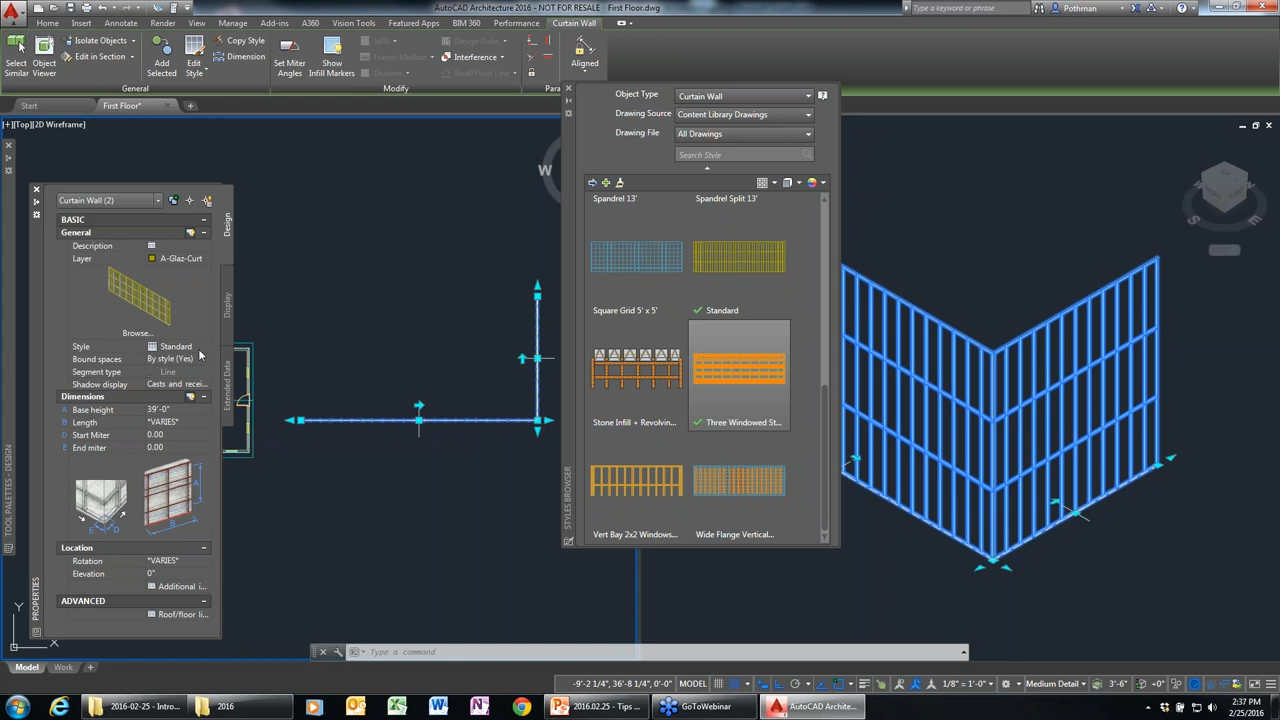 AutoCAD Architecture 2016 - NOT FOR RESALE First Floor.dwg
Type a keyword or phrase
Pothman
Home Insert Annotate Render View Manage Add-ins A360 Vision Tools Featured Apps BIM 360 Performance Curtain Wall
Select Similar
Object Viewer
Isolate Objects
Edit in Section
General
Add Selected
Edit Style
Copy Style
Dimension
Set Miter Angles
Show Infill Markers
Infill
Frame/Mullion
Division
Modify
Design Rules
Interference
Roof/Floor Line
Para
Aligned
Start
First Floor*
[+][Top][2D Wireframe]
W
S
E
Curtain Wall (2)
BASIC
General
Description
Layer A-Glaz-Curt
Browse...
Style Standard
Bound spaces By style (Yes)
Segment type Line
Shadow display Casts and recei...
Dimensions
A Base height 39'-0"
B Length *VARIES*
D Start Miter 0.00
E End miter 0.00
A
E D
B
Location
Rotation *VARIES*
Elevation 0"
Additional i...
ADVANCED
Roof/floor li...
Design
Display
Extended Data
PROPERTIES
TOOL PALETTES - DESIGN
Object Type Curtain Wall
Drawing Source Content Library Drawings
Drawing File All Drawings
Search Style
Spandrel 13' Spandrel Split 13'
Square Grid 5' x 5' Standard
Stone Infill + Revolvin... Three Windowed St...
Vert Bay 2x2 Windows... Wide Flange Vertical...
STYLES BROWSER
Y
X
Type a command
Model Work
-9'-2 1/4", 36'-8 1/4", 0'-0" MODEL
1/8" = 1'-0" Medium Detail 3'-6" +0"
2016-02-25 - Intro...
2016
2016.02.25 - Tips ...
GoToWebinar
AutoCAD Archite...
2:37 PM
2/25/2016